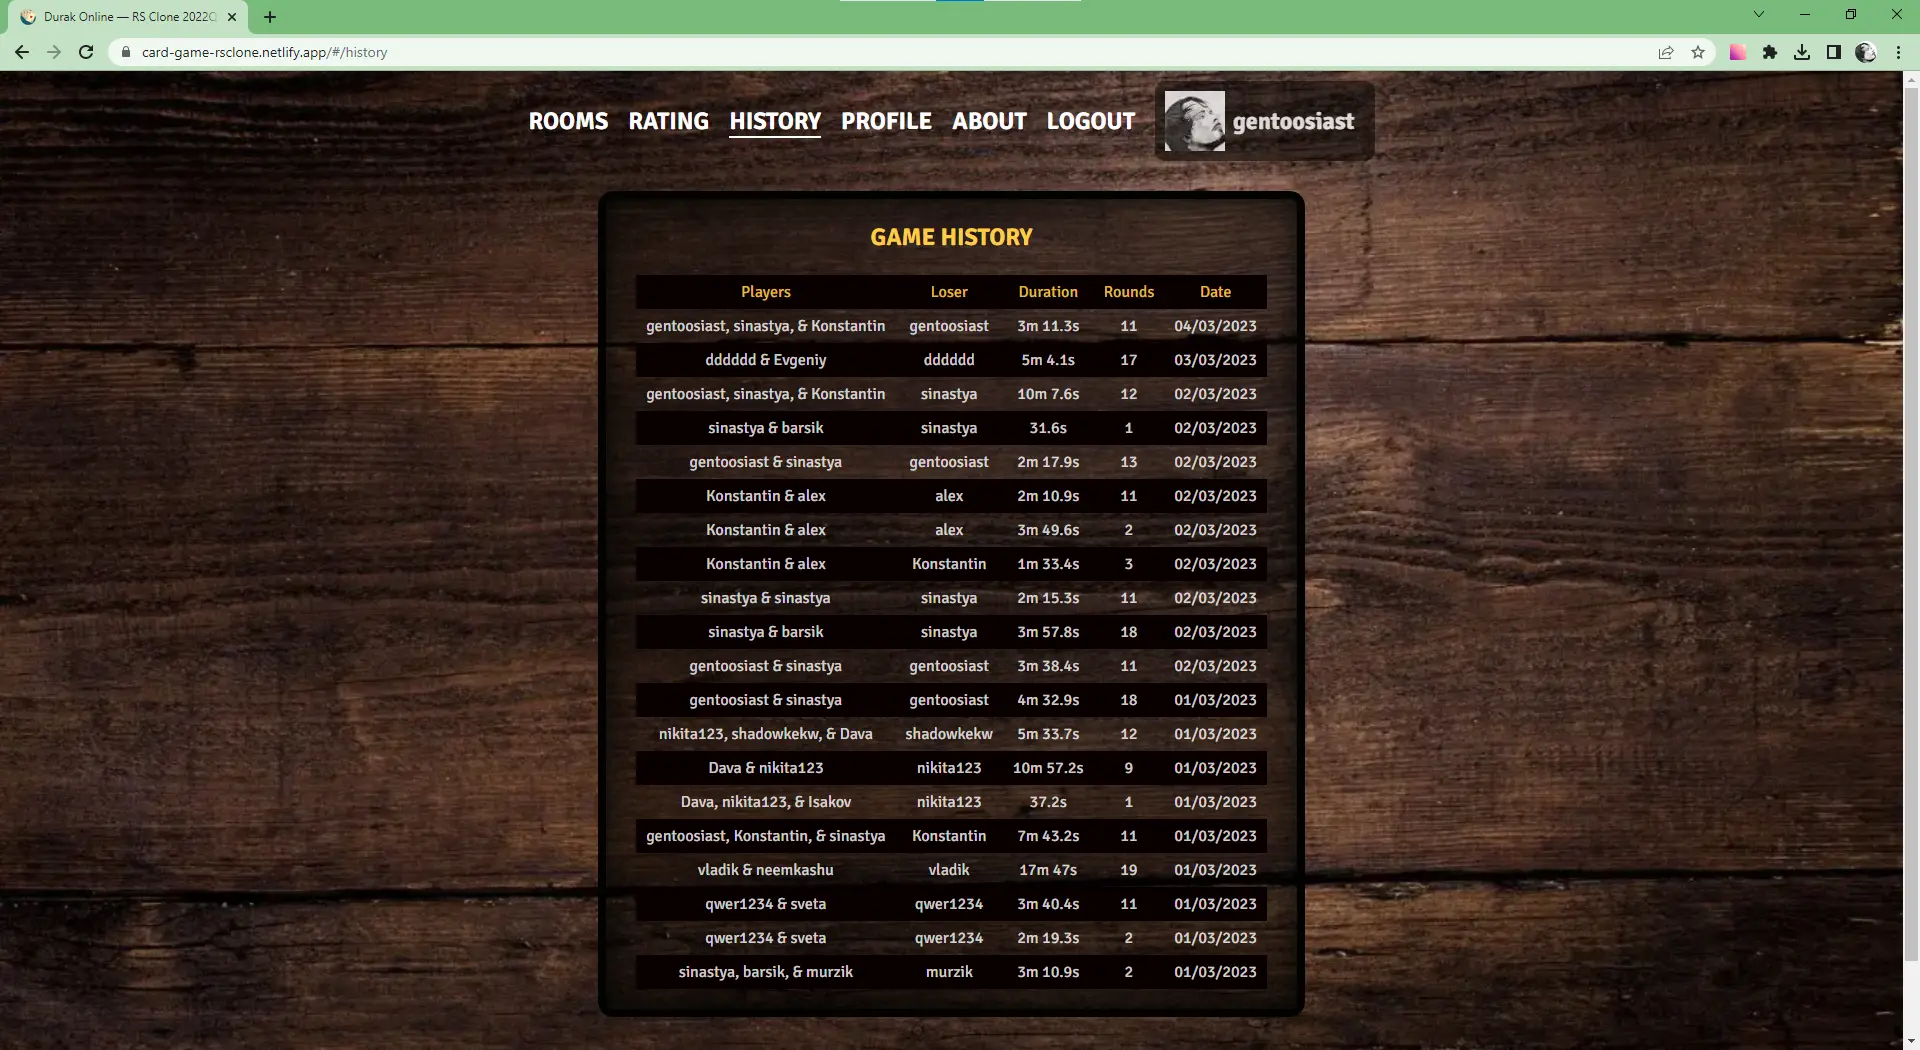 Durak Online — RS Clone 2022Q
card-game-rsclone.netlify.app/#/history
ROOMS RATING HISTORY PROFILE ABOUT LOGOUT gentoosiast
GAME HISTORY
Players Loser Duration Rounds Date
gentoosiast, sinastya, & Konstantin gentoosiast 3m 11.3s 11 04/03/2023
dddddd & Evgeniy dddddd 5m 4.1s 17 03/03/2023
gentoosiast, sinastya, & Konstantin sinastya 10m 7.6s 12 02/03/2023
sinastya & barsik sinastya 31.6s 1 02/03/2023
gentoosiast & sinastya gentoosiast 2m 17.9s 13 02/03/2023
Konstantin & alex alex 2m 10.9s 11 02/03/2023
Konstantin & alex alex 3m 49.6s 2 02/03/2023
Konstantin & alex Konstantin 1m 33.4s 3 02/03/2023
sinastya & sinastya sinastya 2m 15.3s 11 02/03/2023
sinastya & barsik sinastya 3m 57.8s 18 02/03/2023
gentoosiast & sinastya gentoosiast 3m 38.4s 11 02/03/2023
gentoosiast & sinastya gentoosiast 4m 32.9s 18 01/03/2023
nikita123, shadowkekw, & Dava shadowkekw 5m 33.7s 12 01/03/2023
Dava & nikita123 nikita123 10m 57.2s 9 01/03/2023
Dava, nikita123, & Isakov nikita123 37.2s 1 01/03/2023
gentoosiast, Konstantin, & sinastya Konstantin 7m 43.2s 11 01/03/2023
vladik & neemkashu vladik 17m 47s 19 01/03/2023
qwer1234 & sveta qwer1234 3m 40.4s 11 01/03/2023
qwer1234 & sveta qwer1234 2m 19.3s 2 01/03/2023
sinastya, barsik, & murzik murzik 3m 10.9s 2 01/03/2023